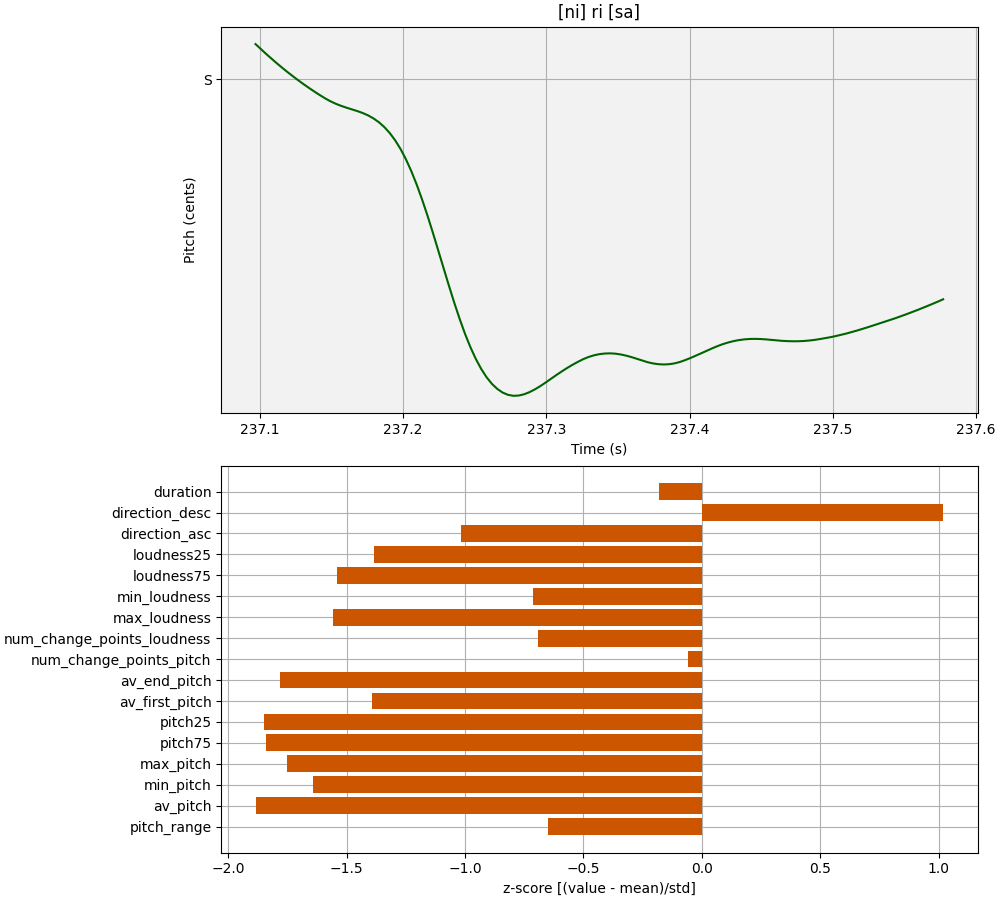 [ni] ri [sa]
S
Pitch (cents)
237.1 237.2 237.3 237.4 237.5 237.6
Time (s)
duration
direction_desc
direction_asc
loudness25
loudness75
min_loudness
max_loudness
num_change_points_loudness
num_change_points_pitch
av_end_pitch
av_first_pitch
pitch25
pitch75
max_pitch
min_pitch
av_pitch
pitch_range
−2.0 −1.5 −1.0 −0.5 0.0 0.5 1.0
z-score [(value - mean)/std]